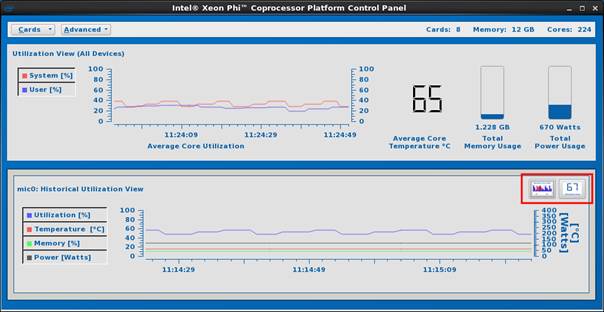 Intel® Xeon Phi™ Coprocessor Platform Control Panel
Cards Advanced Cards: 8 Memory: 12 GB Cores: 224
Utilization View (All Devices)
System [%]
User [%]
100
80
60
40
20
0
100
80
60
40
20
0
11:24:09 11:24:29 11:24:49
Average Core Utilization
65
Average Core
Temperature °C
1.228 GB
Total
Memory Usage
670 Watts
Total
Power Usage
mic0: Historical Utilization View
67
Utilization [%]
Temperature [°C]
Memory [%]
Power [Watts]
100
80
60
40
20
0
400
350
300
250
200
150
100
50
0
[°C]
[Watts]
11:14:29 11:14:49 11:15:09